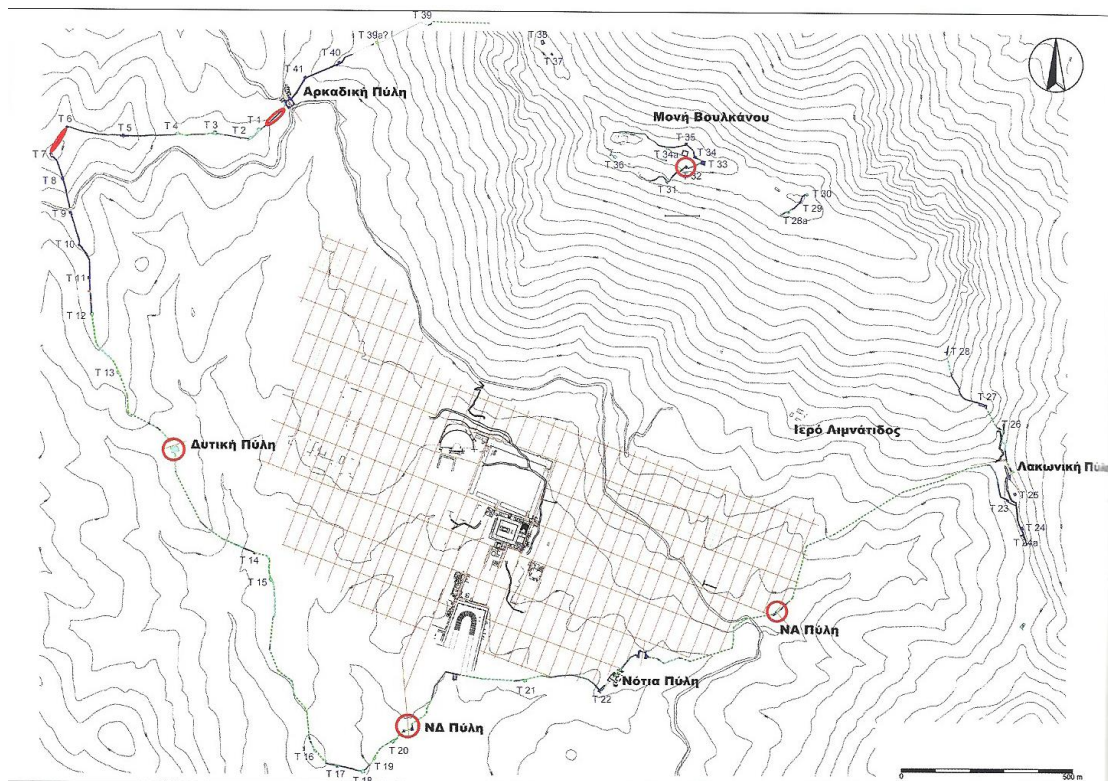 T 39
T 38
T 39a?
T 40
T 37
T 41
Αρκαδική Πύλη
T 6
T 5
T 4
T 3
T 2
T 1
Μονή Βουλκάνου
T 35
T 7
T 34a
T 34
T 33
T 36
T 32
T 8
T 31
T 30
T 9
T 29
T 28a
T 10
T 11
T 12
T 28
T 13
T 27
T 26
Ιερό Λιμνάτιδος
Δυτική Πύλη
Λακωνική Πύλ
T 25
T 23
T 24
T 24a
T 14
T 15
ΝΑ Πύλη
Νότια Πύλη
T 21
T 22
ΝΔ Πύλη
T 20
T 16
T 19
T 17
T 18
0
500 m